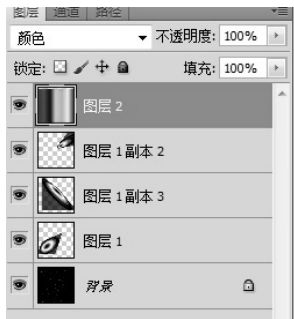 图层 通道 路径
颜色 不透明度: 100%
锁定: 填充: 100%
图层 2
图层 1 副本 2
图层 1 副本 3
图层 1
背景